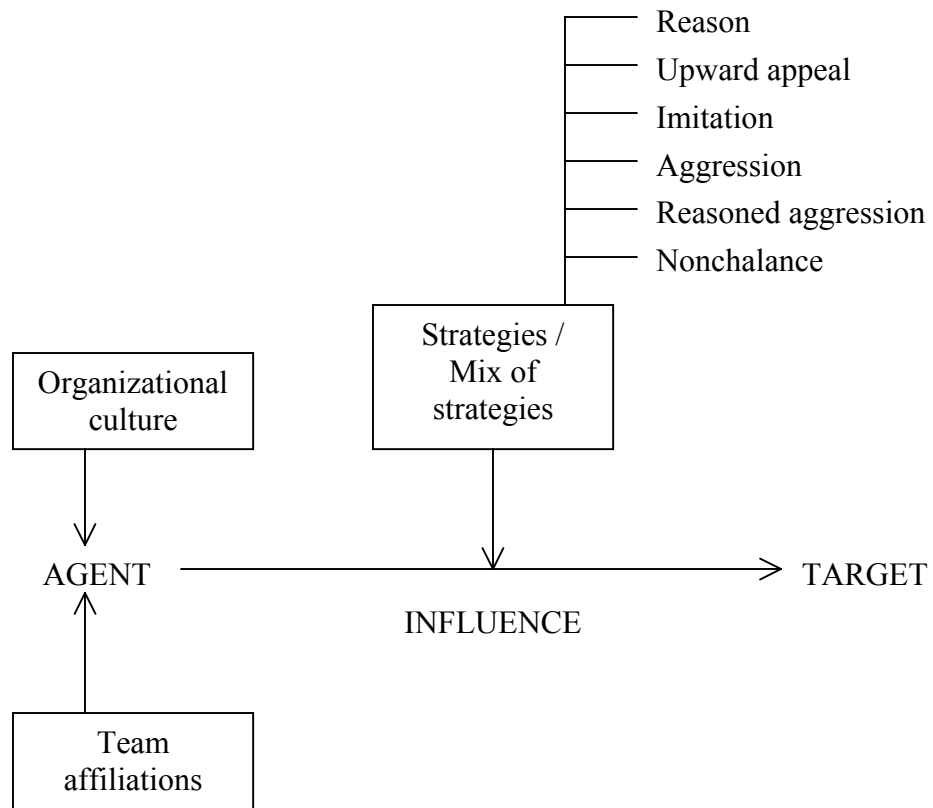 Reason
Upward appeal
Imitation
Aggression
Reasoned aggression
Nonchalance
Strategies /
Mix of
strategies
Organizational
culture
AGENT
TARGET
INFLUENCE
Team
affiliations